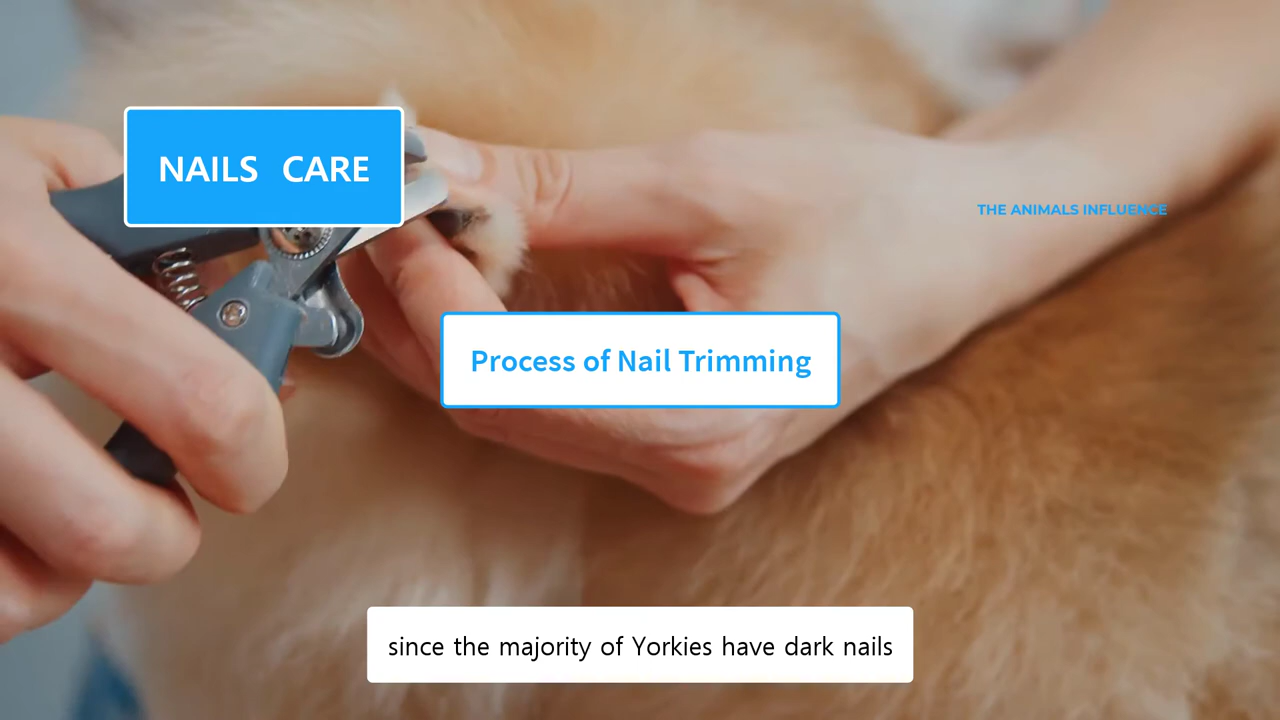 NAILS CARE
THE ANIMALS INFLUENCE
Process of Nail Trimming
since the majority of Yorkies have dark nails